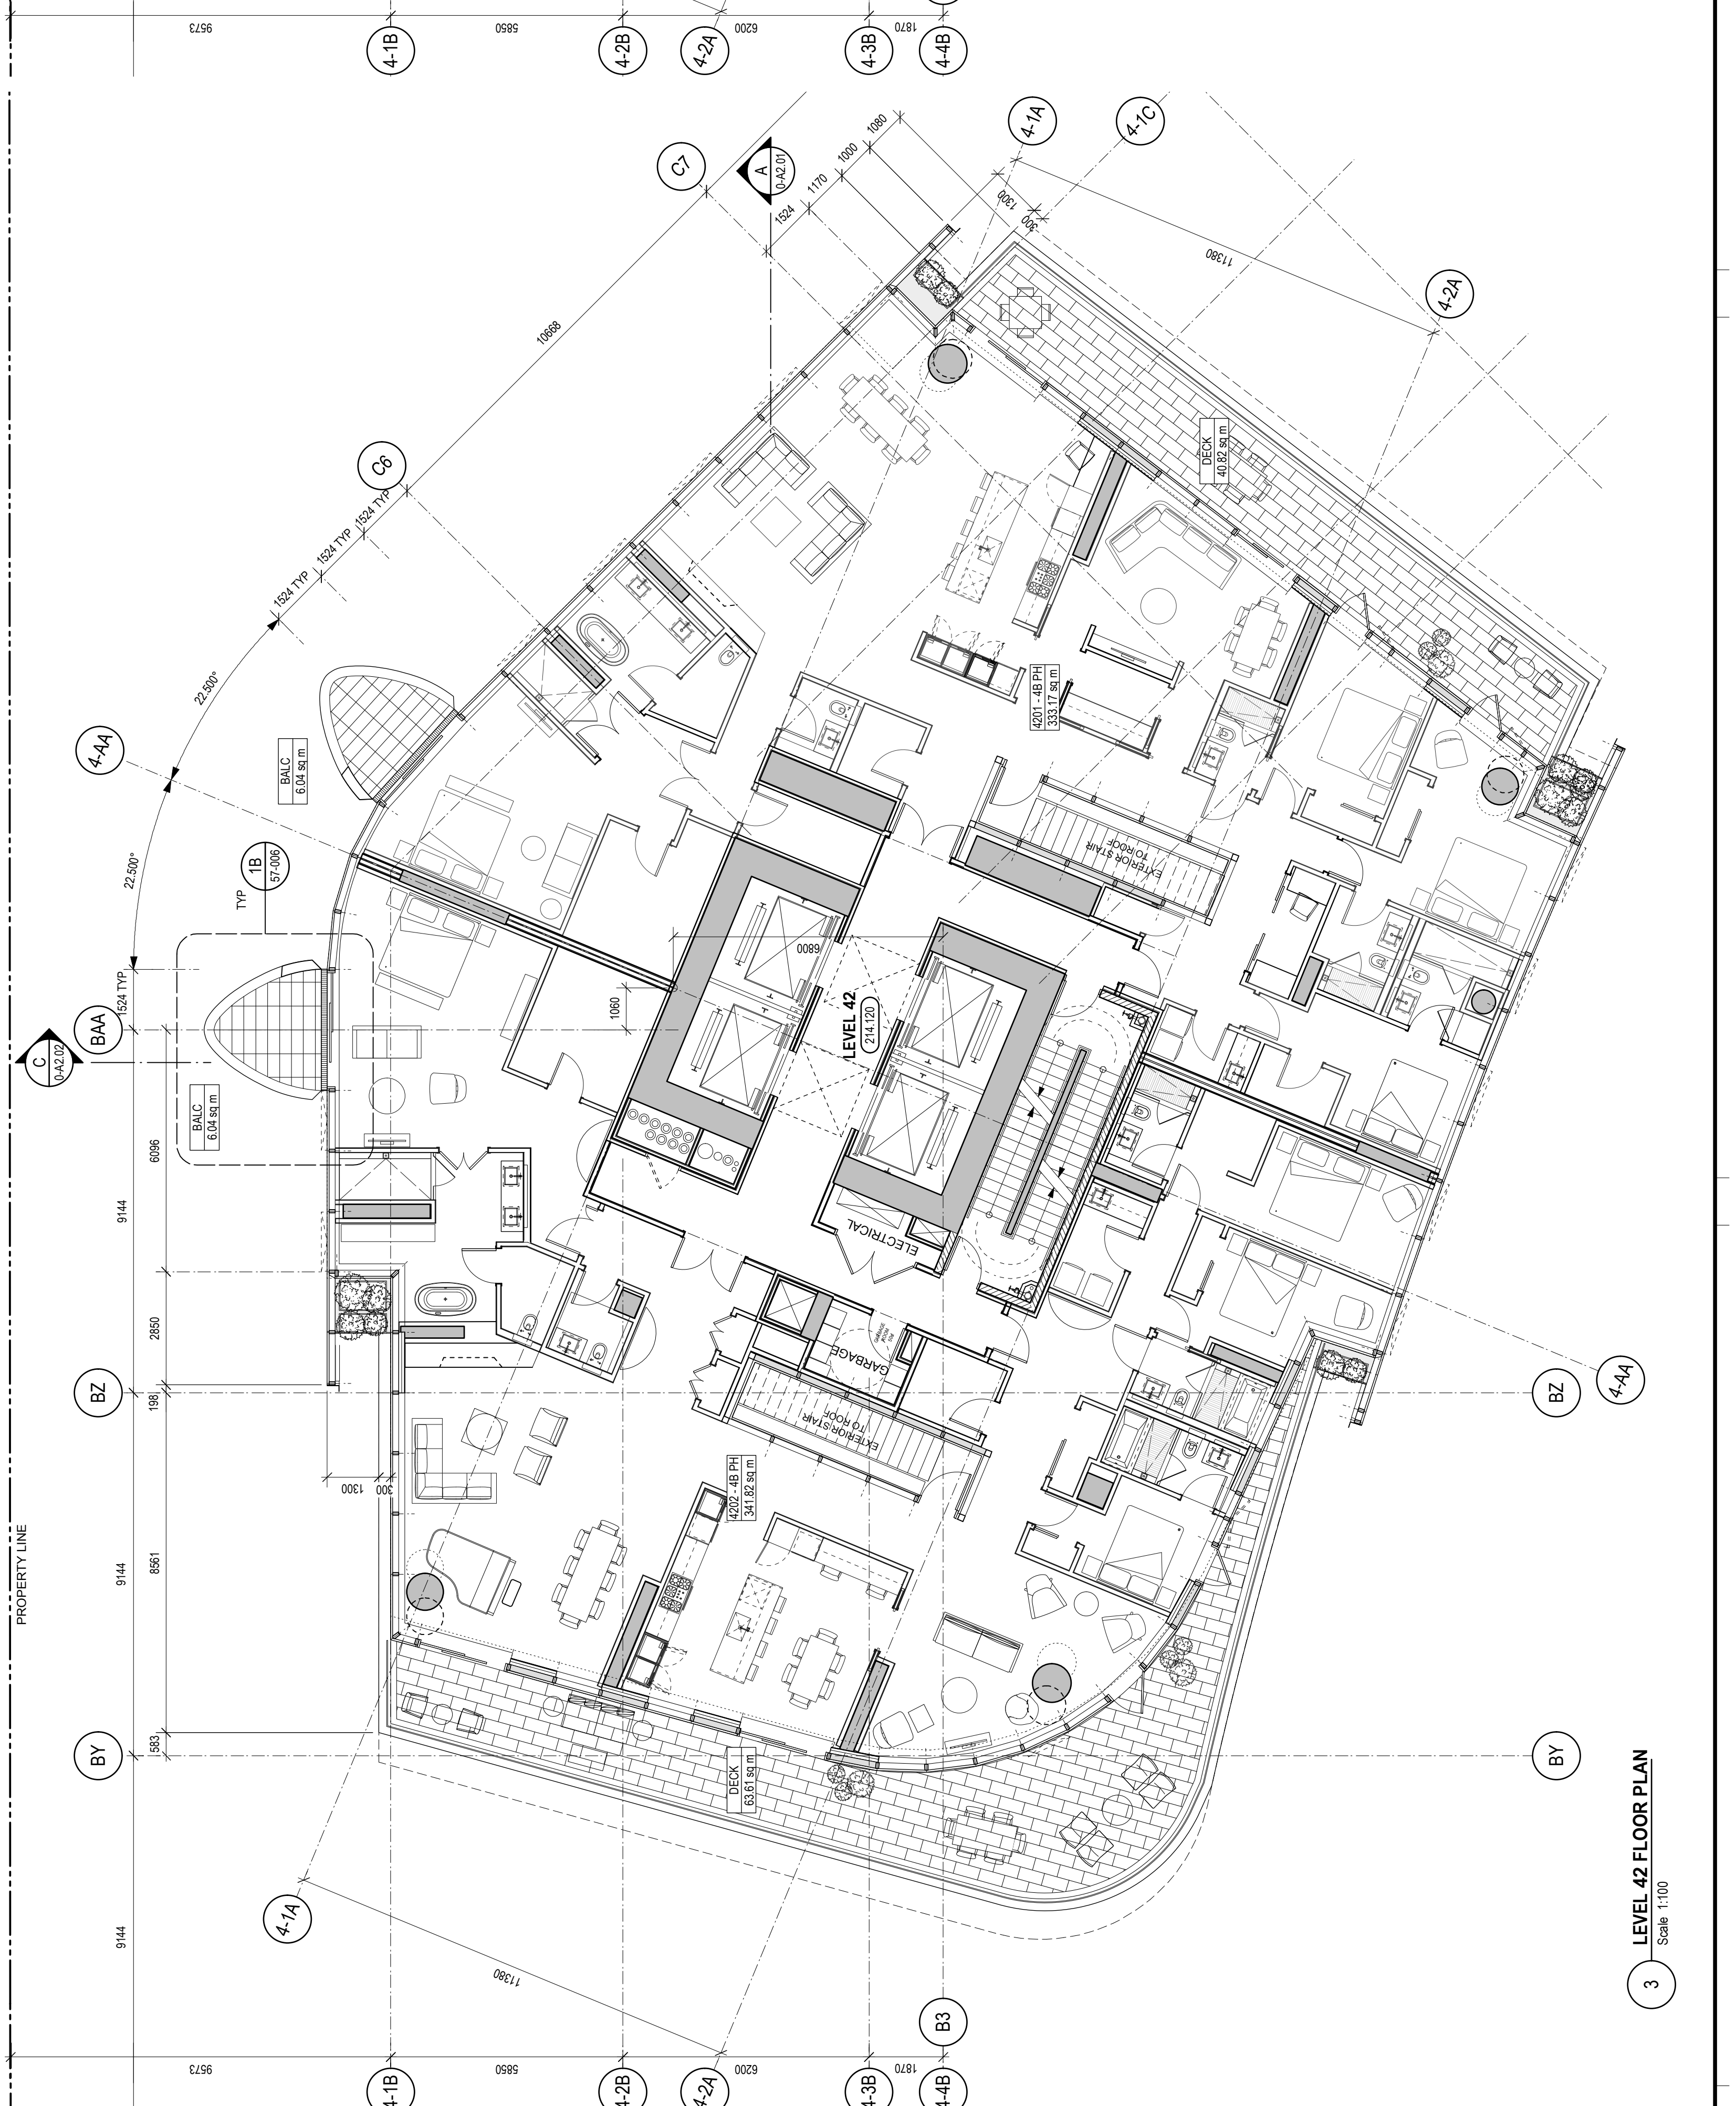 9573
5850
6200
1870
4-1B
4-2B
4-2A
4-3B
4-4B
PROPERTY LINE
C7
A
0-A2.01
4-1A
4-1C
1524
1170
1000
1080
1300
300
11380
4-2A
10668
C6
1524 TYP
1524 TYP
1524 TYP
22.500°
22.500°
4-AA
BALC
6.04 sq m
TYP
1B
57-006
1524 TYP
BAA
C
0-A2.02
BALC
6.04 sq m
6096
9144
2850
BZ
198
1300
300
9144
8561
BY
583
9144
DECK
40.82 sq m
4201 - 4B PH
333.17 sq m
EXTERIOR STAIR
TO ROOF
6800
1060
LEVEL 42
214.120
ELECTRICAL
GARBAGE
EXTERIOR STAIR
TO ROOF
4202 - 4B PH
341.82 sq m
DECK
63.61 sq m
BZ
4-AA
BY
4-1A
11380
B3
9573
5850
6200
1870
4-1B
4-2B
4-2A
4-3B
4-4B
3
LEVEL 42 FLOOR PLAN
Scale 1:100